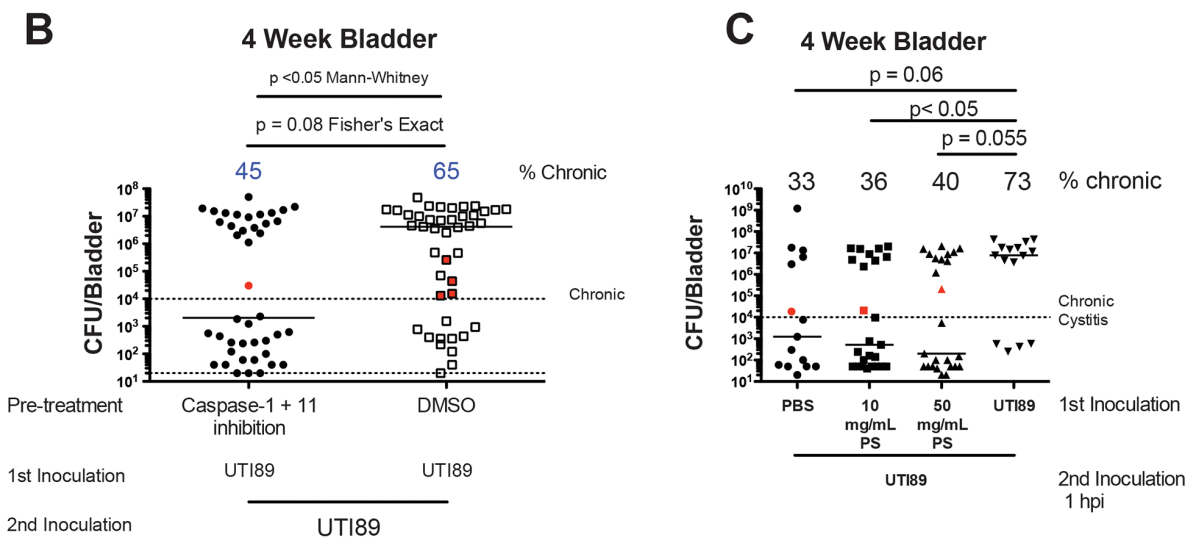 B
4 Week Bladder
p <0.05 Mann-Whitney
p = 0.08 Fisher's Exact
45 65 % Chronic
10⁸
10⁷
10⁶
10⁵
10⁴
10³
10²
10¹
CFU/Bladder
Chronic
Pre-treatment Caspase-1 + 11 DMSO
inhibition
1st Inoculation UTI89 UTI89
2nd Inoculation UTI89
C
4 Week Bladder
p = 0.06
p< 0.05
p = 0.055
33 36 40 73 % chronic
10¹⁰
10⁹
10⁸
10⁷
10⁶
10⁵
10⁴
10³
10²
10¹
CFU/Bladder
Chronic
Cystitis
PBS 10 50 UTI89 1st Inoculation
mg/mL mg/mL
PS PS
UTI89 2nd Inoculation
1 hpi